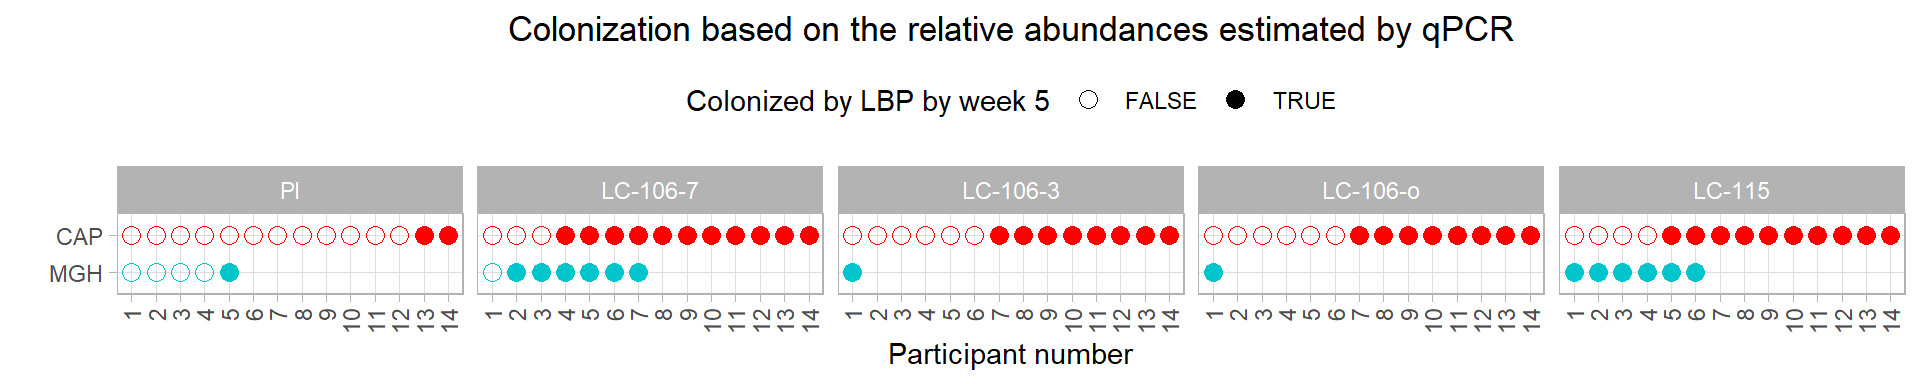 Colonization based on the relative abundances estimated by qPCR
Colonized by LBP by week 5 FALSE TRUE
Pl LC-106-7 LC-106-3 LC-106-o LC-115
CAP
MGH
1 2 3 4 5 6 7 8 9 10 11 12 13 14 1 2 3 4 5 6 7 8 9 10 11 12 13 14 1 2 3 4 5 6 7 8 9 10 11 12 13 14 1 2 3 4 5 6 7 8 9 10 11 12 13 14 1 2 3 4 5 6 7 8 9 10 11 12 13 14
Participant number